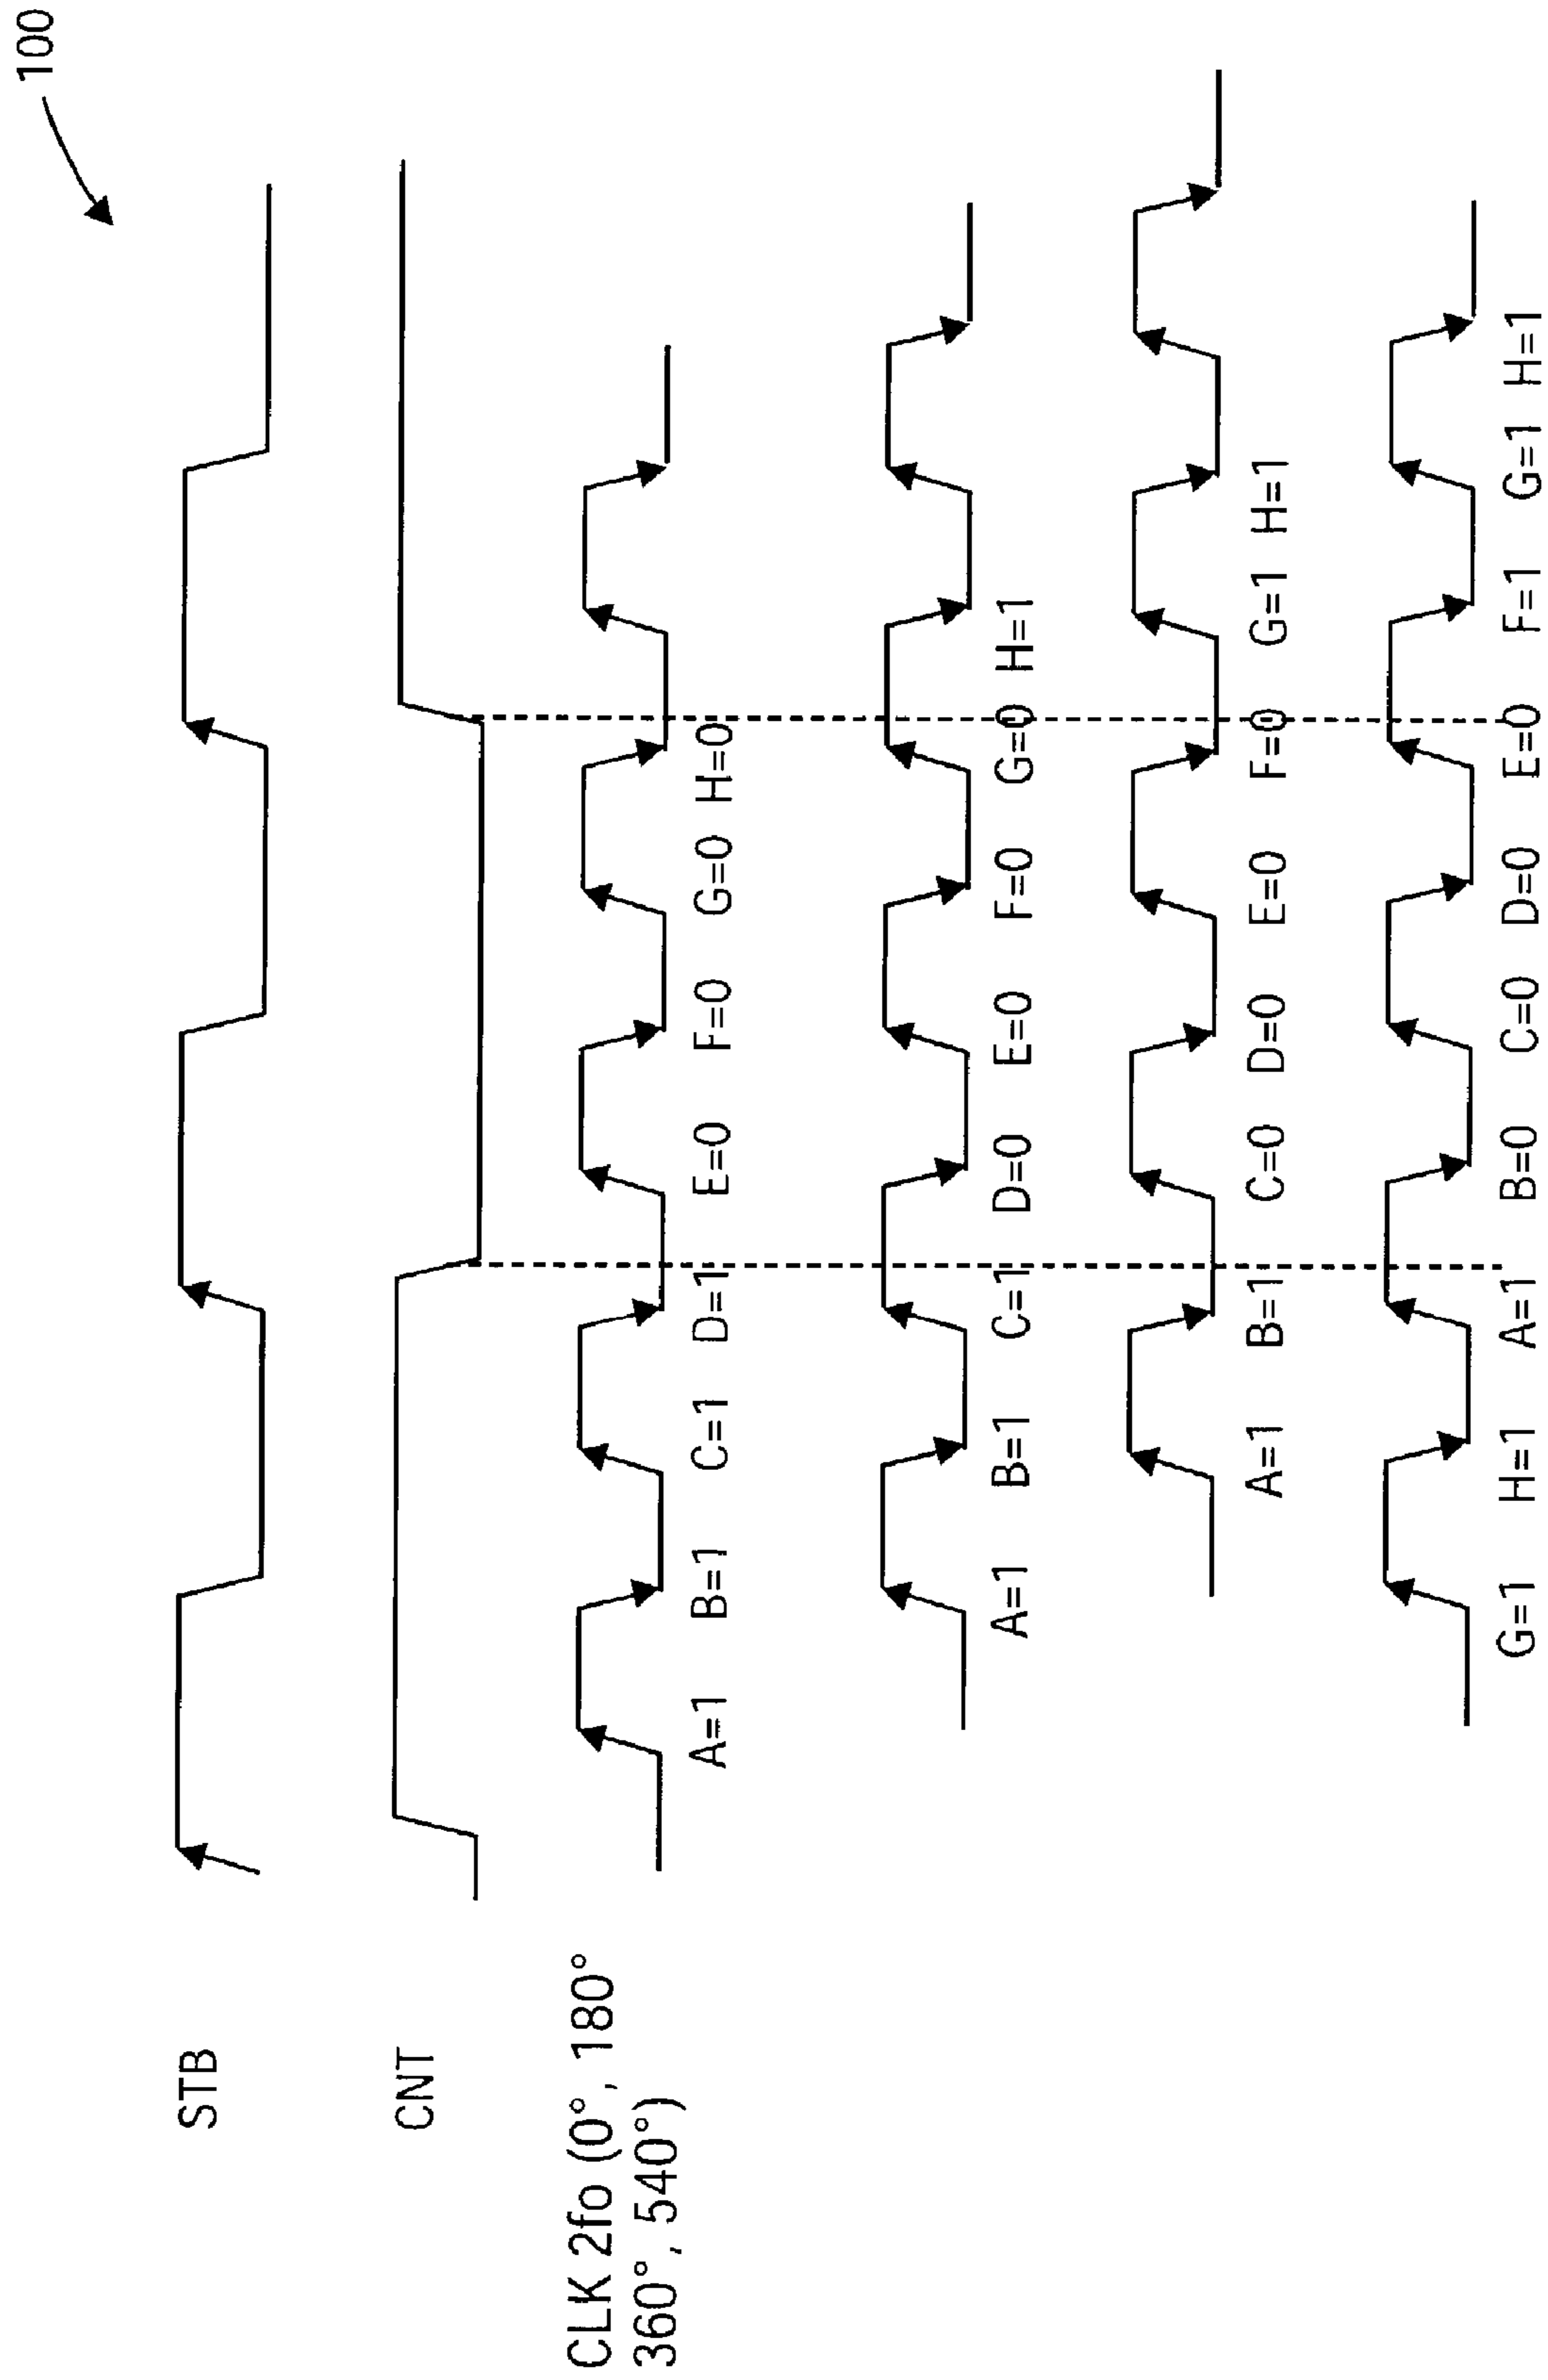 100
STB
CNT
CLK 2fo (0°, 180°
360°, 540°)
A=1 B=1 C=1 D=1 E=0 F=0 G=0 H=0
A=1 B=1 C=1 D=0 E=0 F=0 G=0 H=1
A=1 B=1 C=0 D=0 E=0 F=0 G=1 H=1
G=1 H=1 A=1 B=0 C=0 D=0 E=0 F=1 G=1 H=1